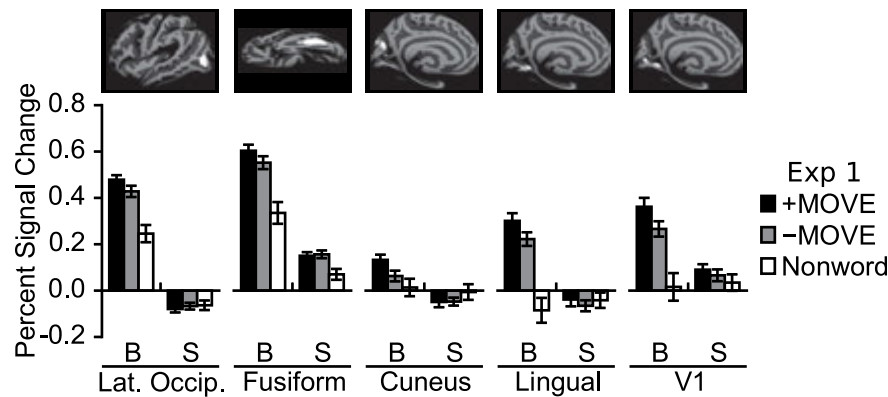 Percent Signal Change
0.8
0.6
0.4
0.2
0.0
-0.2
B S B S B S B S B S
Lat. Occip. Fusiform Cuneus Lingual V1
Exp 1
+MOVE
−MOVE
Nonword